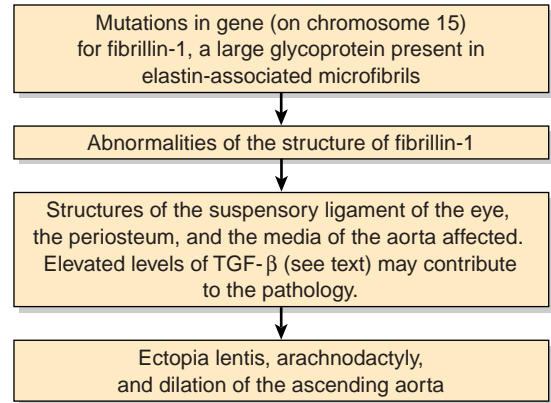 Mutations in gene (on chromosome 15)
for fibrillin-1, a large glycoprotein present in
elastin-associated microfibrils
Abnormalities of the structure of fibrillin-1
Structures of the suspensory ligament of the eye,
the periosteum, and the media of the aorta affected.
Elevated levels of TGF-β (see text) may contribute
to the pathology.
Ectopia lentis, arachnodactyly,
and dilation of the ascending aorta